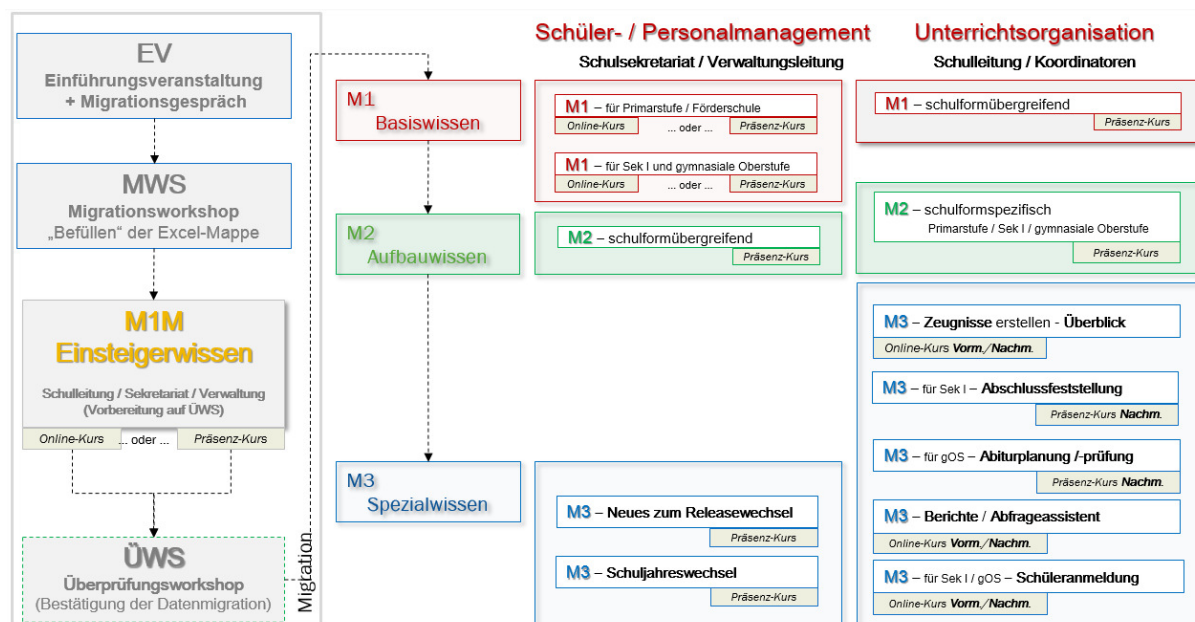 EV
Einführungsveranstaltung
+ Migrationsgespräch
MWS
Migrationsworkshop
„Befüllen“ der Excel-Mappe
M1M
Einsteigerwissen
Schulleitung / Sekretariat / Verwaltung
(Vorbereitung auf ÜWS)
Online-Kurs ... oder ... Präsenz-Kurs
ÜWS
Überprüfungsworkshop
(Bestätigung der Datenmigration)
Migration
M1
Basiswissen
M2
Aufbauwissen
M3
Spezialwissen
Schüler- / Personalmanagement
Schulsekretariat / Verwaltungsleitung
M1 – für Primarstufe / Förderschule
Online-Kurs ... oder ... Präsenz-Kurs
M1 – für Sek I und gymnasiale Oberstufe
Online-Kurs ... oder ... Präsenz-Kurs
M2 – schulformübergreifend
Präsenz-Kurs
M3 – Neues zum Releasewechsel
Präsenz-Kurs
M3 – Schuljahreswechsel
Präsenz-Kurs
Unterrichtsorganisation
Schulleitung / Koordinatoren
M1 – schulformübergreifend
Präsenz-Kurs
M2 – schulformspezifisch
Primarstufe / Sek I / gymnasiale Oberstufe
Präsenz-Kurs
M3 – Zeugnisse erstellen - Überblick
Online-Kurs Vorm./Nachm.
M3 – für Sek I – Abschlussfeststellung
Präsenz-Kurs Nachm.
M3 – für gOS – Abiturplanung /-prüfung
Präsenz-Kurs Nachm.
M3 – Berichte / Abfrageassistent
Online-Kurs Vorm./Nachm.
M3 – für Sek I / gOS – Schüleranmeldung
Online-Kurs Vorm./Nachm.